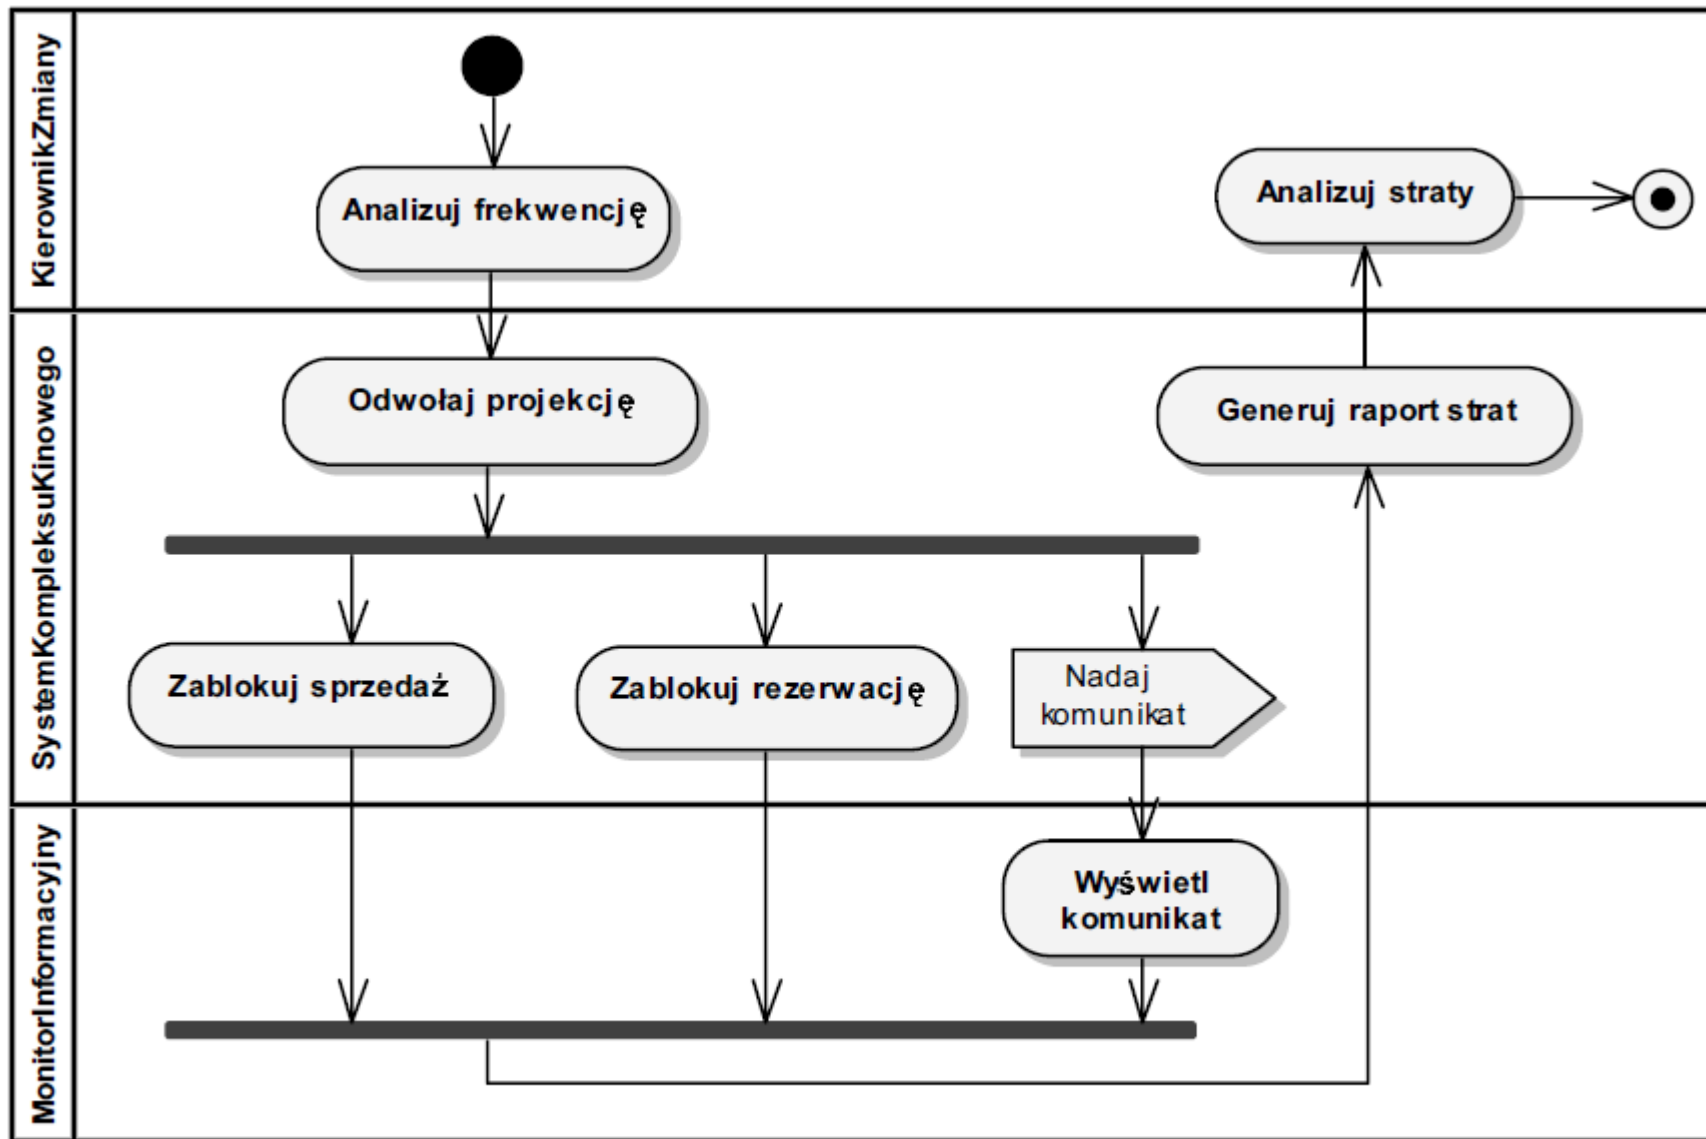 KierownikZmiany
Analizuj frekwencję
Analizuj straty
SystemKompleksuKinowego
Odwołaj projekcję
Generuj raport strat
Zablokuj sprzedaż
Zablokuj rezerwację
Nadaj
komunikat
MonitorInformacyjny
Wyświetl
komunikat